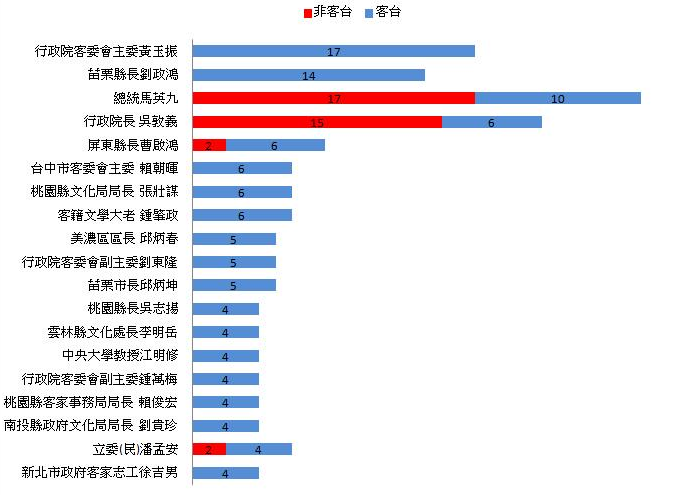 非客台 客台
行政院客委會主委黃玉振 17
苗栗縣長劉政鴻 14
總統馬英九 17 10
行政院長 吳敦義 15 6
屏東縣長曹啟鴻 2 6
台中市客委會主委 賴朝暉 6
桃園縣文化局局長 張壯謀 6
客籍文學大老 鍾肇政 6
美濃區區長 邱炳春 5
行政院客委會副主委劉東隆 5
苗栗市長邱炳坤 5
桃園縣長吳志揚 4
雲林縣文化處長李明岳 4
中央大學教授江明修 4
行政院客委會副主委鍾萬梅 4
桃園縣客家事務局局長 賴俊宏 4
南投縣政府文化局局長 劉貴珍 4
立委(民)潘孟安 2 4
新北市政府客家志工徐吉男 4